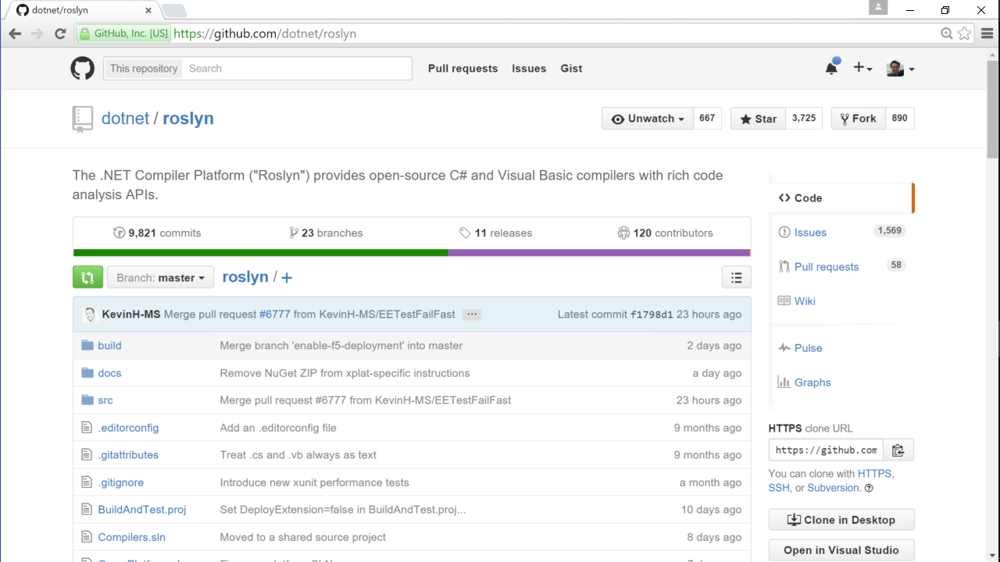 dotnet/roslyn
GitHub, Inc. [US] https://github.com/dotnet/roslyn
This repository Search Pull requests Issues Gist
dotnet / roslyn Unwatch 667 Star 3,725 Fork 890
The .NET Compiler Platform ("Roslyn") provides open-source C# and Visual Basic compilers with rich code
analysis APIs.
9,821 commits 23 branches 11 releases 120 contributors
Branch: master roslyn / +
KevinH-MS Merge pull request #6777 from KevinH-MS/EETestFailFast ... Latest commit f1798d1 23 hours ago
build Merge branch 'enable-f5-deployment' into master 2 days ago
docs Remove NuGet ZIP from xplat-specific instructions a day ago
src Merge pull request #6777 from KevinH-MS/EETestFailFast 23 hours ago
.editorconfig Add an .editorconfig file 9 months ago
.gitattributes Treat .cs and .vb always as text 9 months ago
.gitignore Introduce new xunit performance tests a month ago
BuildAndTest.proj Set DeployExtension=false in BuildAndTest.proj... 10 days ago
Compilers.sln Moved to a shared source project 8 days ago
Code
Issues 1,569
Pull requests 58
Wiki
Pulse
Graphs
HTTPS clone URL
https://github.com
You can clone with HTTPS,
SSH, or Subversion.
Clone in Desktop
Open in Visual Studio